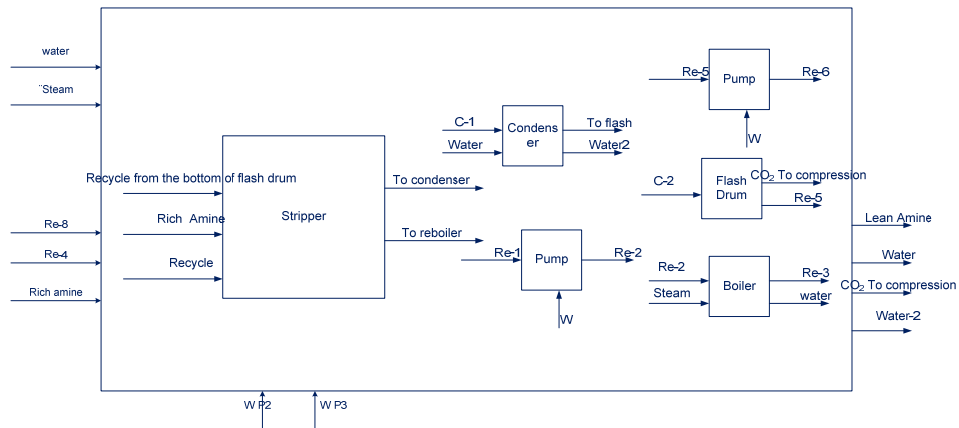 water
¨Steam
Re-8
Re-4
Rich amine
Recycle from the bottom of flash drum
Rich Amine
Recycle
Stripper
To condenser
To reboiler
C-1
Water
Condens
er
To flash
Water2
Re-1
Pump
Re-2
W
Re-5
Pump
Re-6
W
C-2
Flash
Drum
CO₂ To compression
Re-5
Re-2
Steam
Boiler
Re-3
water
Lean Amine
Water
CO₂ To compression
Water-2
W P2
W P3